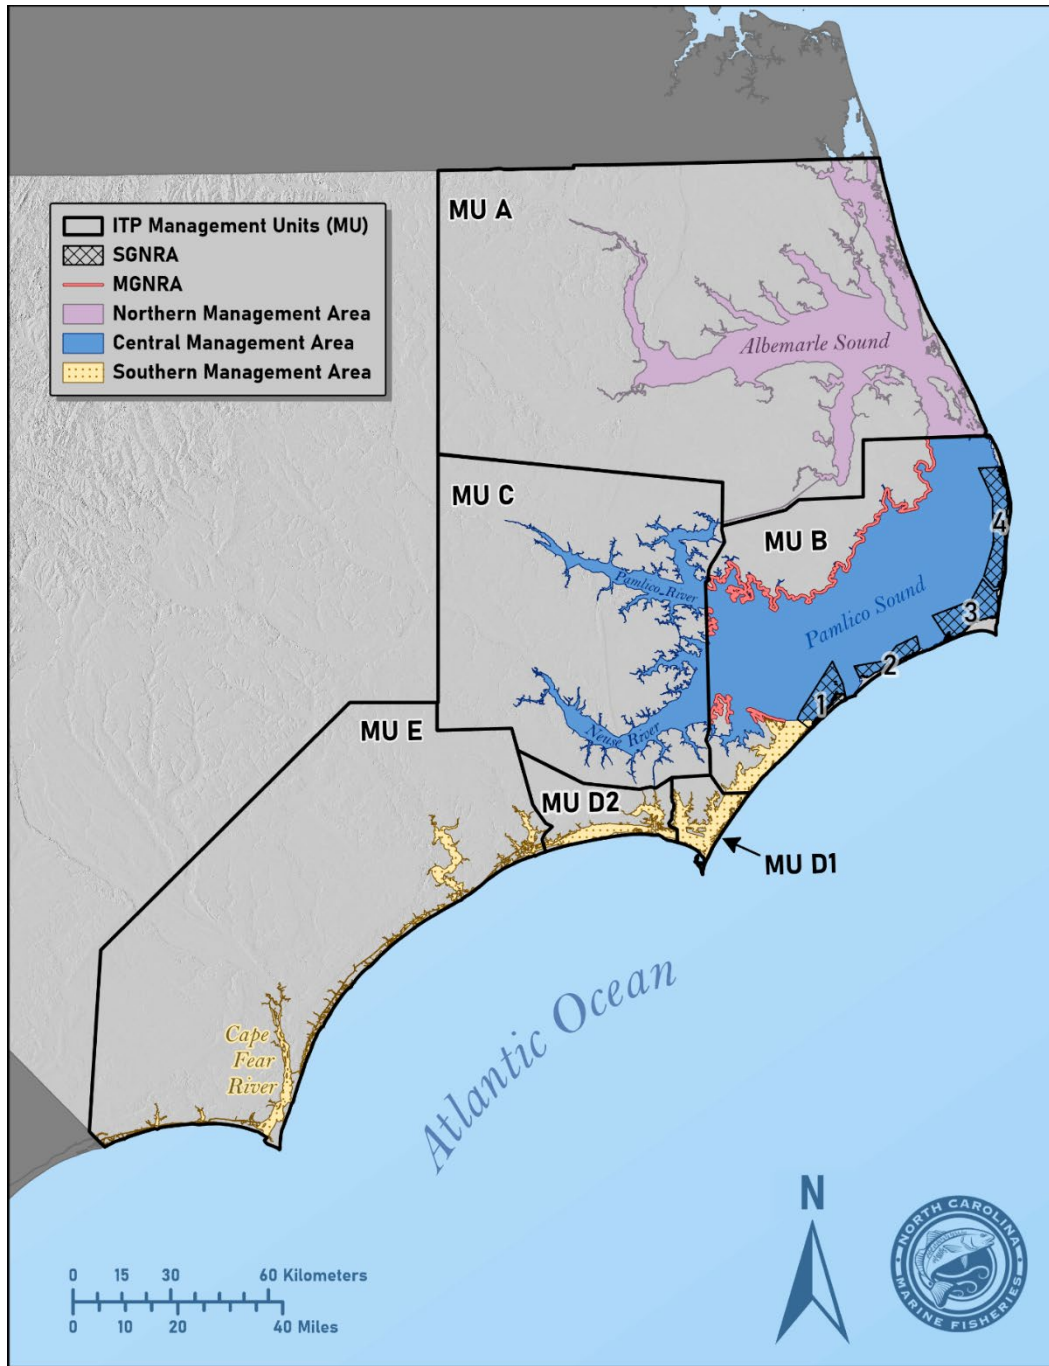 MU A
ITP Management Units (MU)
SGNRA
MGNRA
Northern Management Area
Central Management Area
Southern Management Area
Albemarle Sound
MU C
MU B
4
Pamlico River
Pamlico Sound
3
2
1
Neuse River
MU E
MU D2
MU D1
Atlantic Ocean
Cape
Fear
River
N
NORTH CAROLINA
MARINE FISHERIES
0 15 30 60 Kilometers
0 10 20 40 Miles